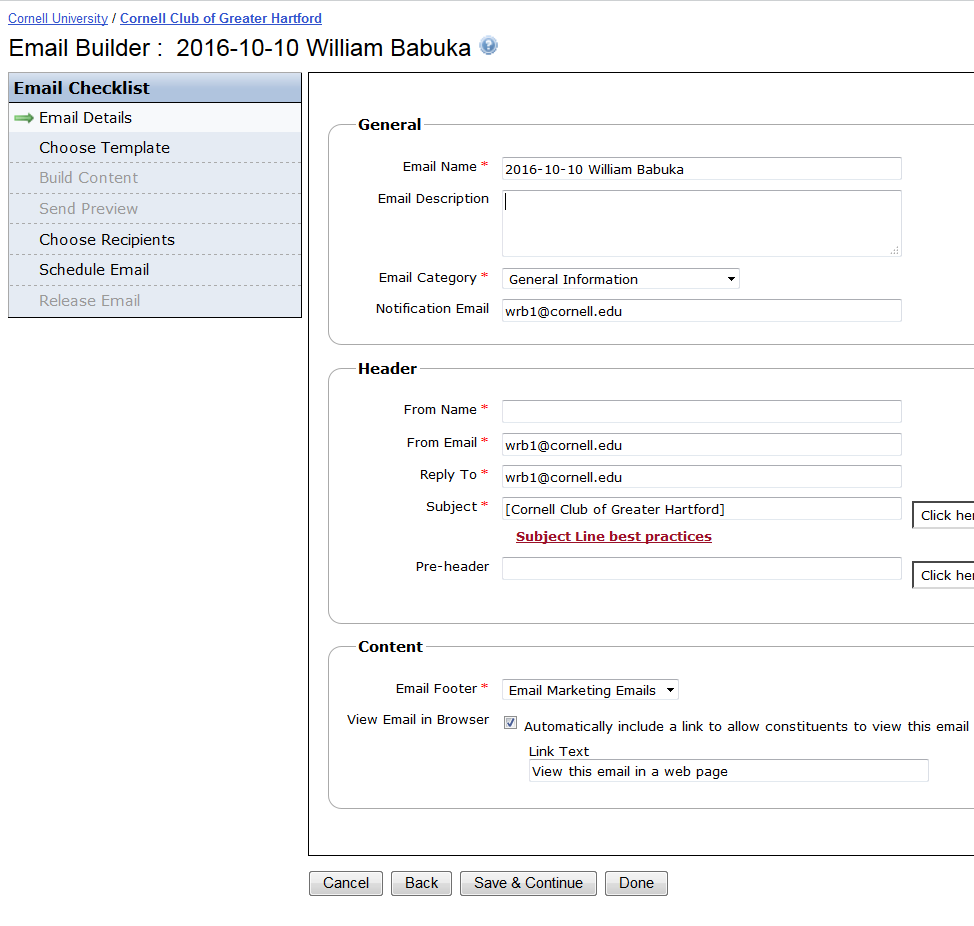 Cornell University / Cornell Club of Greater Hartford
Email Builder : 2016-10-10 William Babuka
Email Checklist
Email Details
Choose Template
Build Content
Send Preview
Choose Recipients
Schedule Email
Release Email
General
Email Name * 2016-10-10 William Babuka
Email Description
Email Category * General Information
Notification Email wrb1@cornell.edu
Header
From Name *
From Email * wrb1@cornell.edu
Reply To * wrb1@cornell.edu
Subject * [Cornell Club of Greater Hartford] Click
Subject Line best practices
Pre-header Click
Content
Email Footer * Email Marketing Emails
View Email in Browser Automatically include a link to allow constituents to view this email
Link Text
View this email in a web page
Cancel Back Save & Continue Done